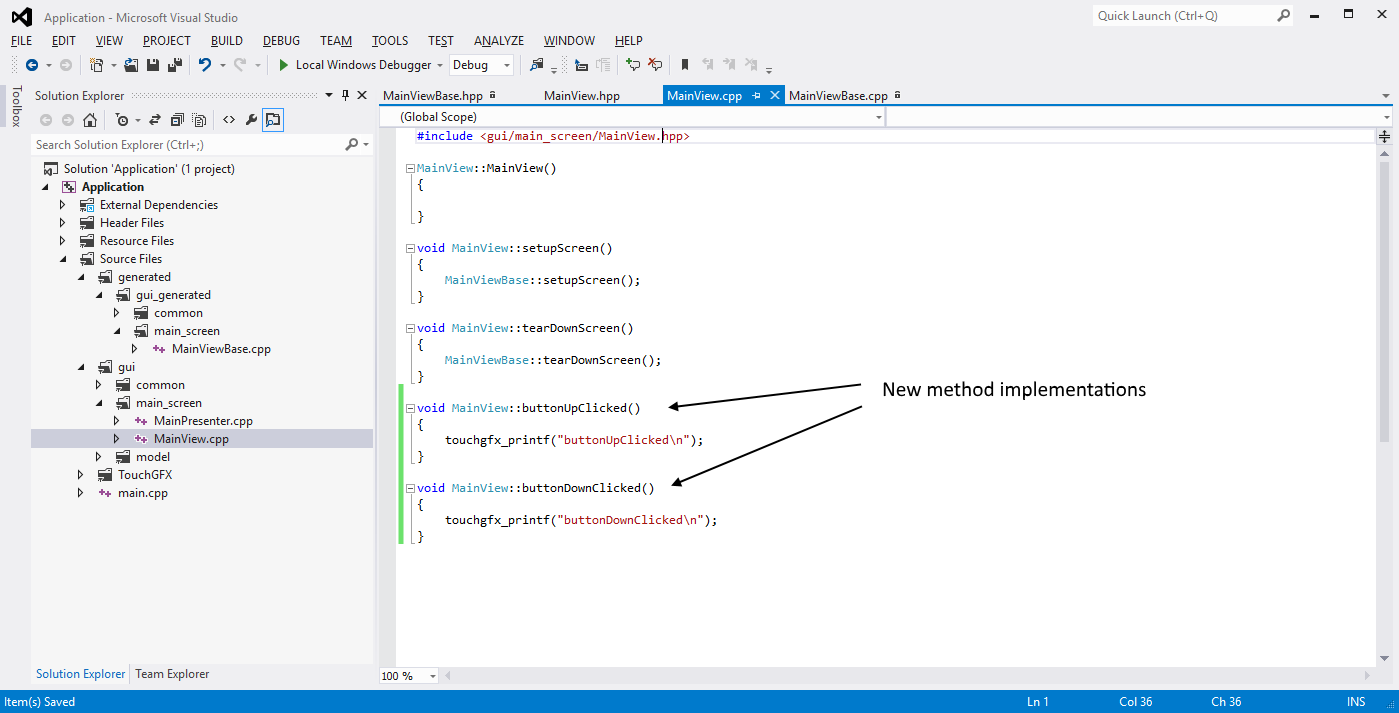 Application - Microsoft Visual Studio
Quick Launch (Ctrl+Q)
FILE EDIT VIEW PROJECT BUILD DEBUG TEAM TOOLS TEST ANALYZE WINDOW HELP
Local Windows Debugger Debug
Toolbox
Solution Explorer
Search Solution Explorer (Ctrl+;)
Solution 'Application' (1 project)
Application
External Dependencies
Header Files
Resource Files
Source Files
generated
gui_generated
common
main_screen
MainViewBase.cpp
gui
common
main_screen
MainPresenter.cpp
MainView.cpp
model
TouchGFX
main.cpp
Solution Explorer Team Explorer
MainViewBase.hpp MainView.hpp MainView.cpp MainViewBase.cpp
(Global Scope)
#include <gui/main_screen/MainView.hpp>
MainView::MainView()
{
}
void MainView::setupScreen()
{
MainViewBase::setupScreen();
}
void MainView::tearDownScreen()
{
MainViewBase::tearDownScreen();
}
void MainView::buttonUpClicked()
{
touchgfx_printf("buttonUpClicked\n");
}
void MainView::buttonDownClicked()
{
touchgfx_printf("buttonDownClicked\n");
}
New method implementations
100 %
Item(s) Saved Ln 1 Col 36 Ch 36 INS